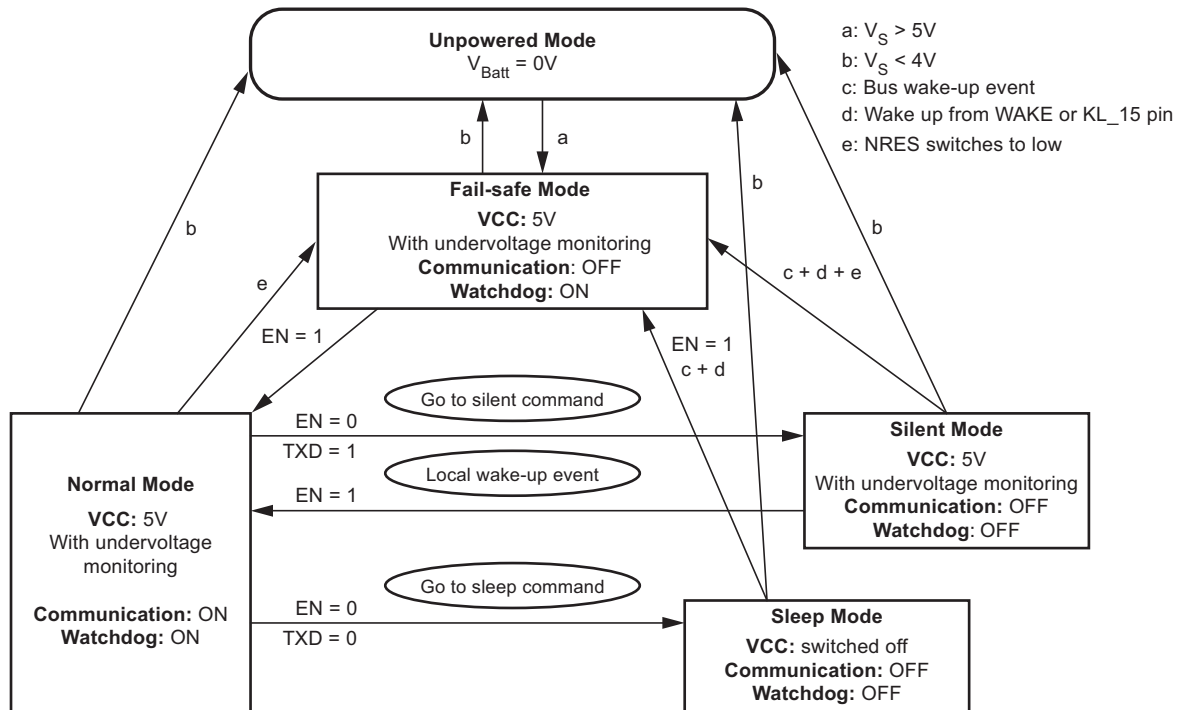 Unpowered Mode
V_Batt = 0V
a: V_S > 5V
b: V_S < 4V
c: Bus wake-up event
d: Wake up from WAKE or KL_15 pin
e: NRES switches to low
b
a
b
b
b
Fail-safe Mode
VCC: 5V
With undervoltage monitoring
Communication: OFF
Watchdog: ON
e
c + d + e
EN = 1
EN = 1
c + d
Go to silent command
EN = 0
TXD = 1
Local wake-up event
EN = 1
Normal Mode
VCC: 5V
With undervoltage
monitoring
Communication: ON
Watchdog: ON
Silent Mode
VCC: 5V
With undervoltage monitoring
Communication: OFF
Watchdog: OFF
Go to sleep command
EN = 0
TXD = 0
Sleep Mode
VCC: switched off
Communication: OFF
Watchdog: OFF